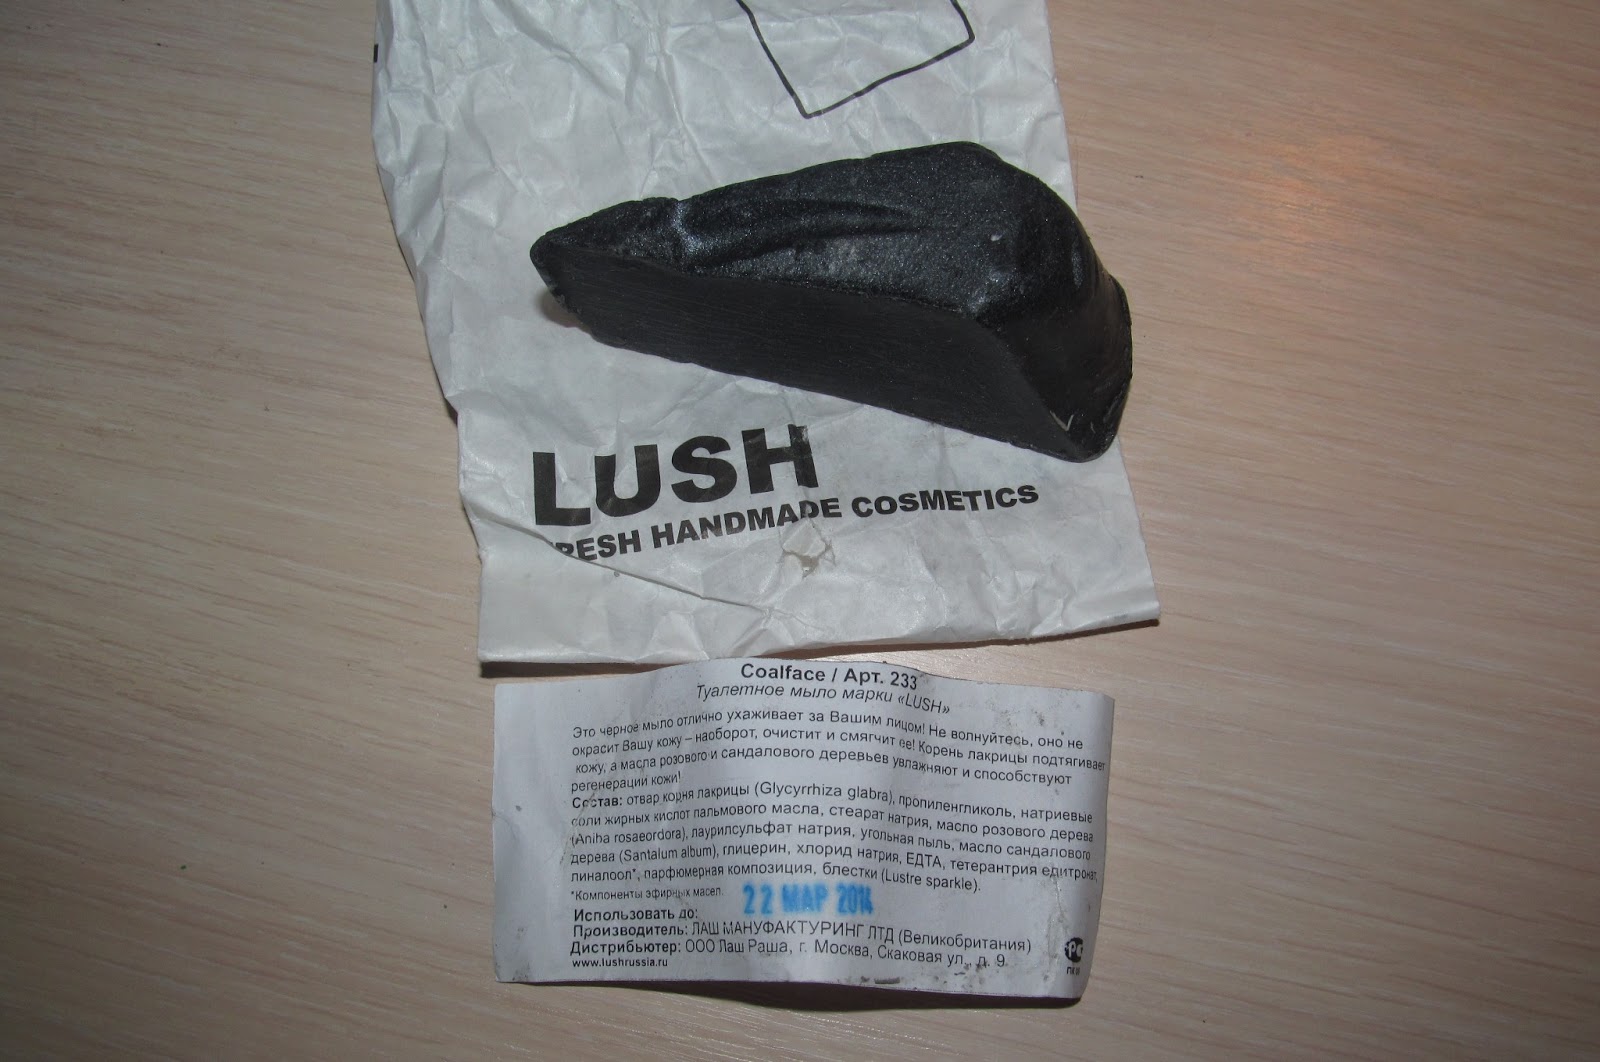 LUSH
FRESH HANDMADE COSMETICS
Coalface / Арт. 233
Туалетное мыло марки «LUSH»
Это черное мыло отлично ухаживает за Вашим лицом! Не волнуйтесь, оно не
окрасит Вашу кожу – наоборот, очистит и смягчит ее! Корень лакрицы подтягивает
кожу, а масла розового и сандалового деревьев увлажняют и способствуют
регенерации кожи!
Состав: отвар корня лакрицы (Glycyrrhiza glabra), пропиленгликоль, натриевые
соли жирных кислот пальмового масла, стеарат натрия, масло розового дерева
(Aniha rosaeordora), лаурилсульфат натрия, угольная пыль, масло сандалового
дерева (Santalum album), глицерин, хлорид натрия, ЕДТА, тетерантрия едитронат,
линалоол*, парфюмерная композиция, блестки (Lustre sparkle).
*Компоненты эфирных масел.
Использовать до: 22 МАР 2014
Производитель: ЛАШ МАНУФАКТУРИНГ ЛТД (Великобритания)
Дистрибьютер: ООО Лаш Раша, г. Москва, Скаковая ул., д. 9.
www.lushrussia.ru